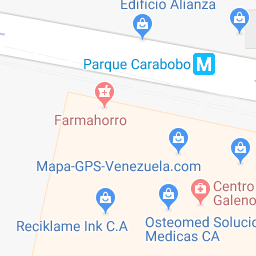 Edificio Alianza
Parque Carabobo M
Farmahorro
Mapa-GPS-Venezuela.com
Centro
Galeno
Reciklame Ink C.A
Osteomed Solucio
Medicas CA